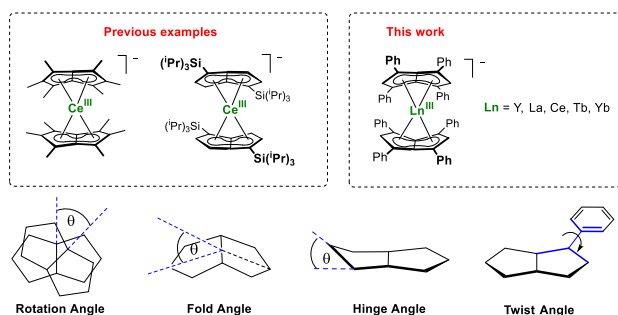 Previous examples
This work
(ⁱPr)₃Si
Ce^III
–
Ce^III
–
Si(ⁱPr)₃
(ⁱPr)₃Si
Si(ⁱPr)₃
Ph
Ph
Ph
Ph
Ln^III
–
Ph
Ph
Ph
Ph
Ln = Y, La, Ce, Tb, Yb
θ
θ
θ
Rotation Angle
Fold Angle
Hinge Angle
Twist Angle